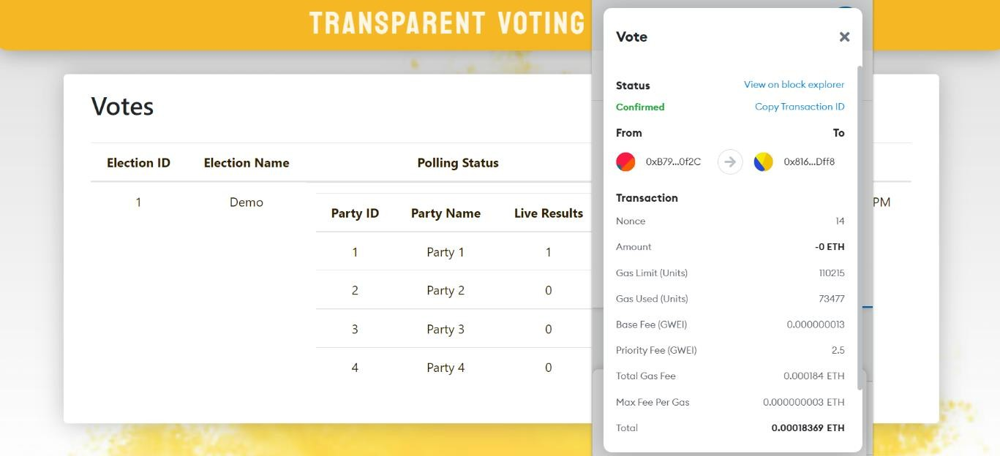 TRANSPARENT VOTING
Votes
Election ID Election Name Polling Status
1 Demo PM
Party ID Party Name Live Results
1 Party 1 1
2 Party 2 0
3 Party 3 0
4 Party 4 0
Vote
Status View on block explorer
Confirmed Copy Transaction ID
From To
0xB79...0f2C 0x816...Dff8
Transaction
Nonce 14
Amount -0 ETH
Gas Limit (Units) 110215
Gas Used (Units) 73477
Base Fee (GWEI) 0.000000013
Priority Fee (GWEI) 2.5
Total Gas Fee 0.000184 ETH
Max Fee Per Gas 0.000000003 ETH
Total 0.00018369 ETH